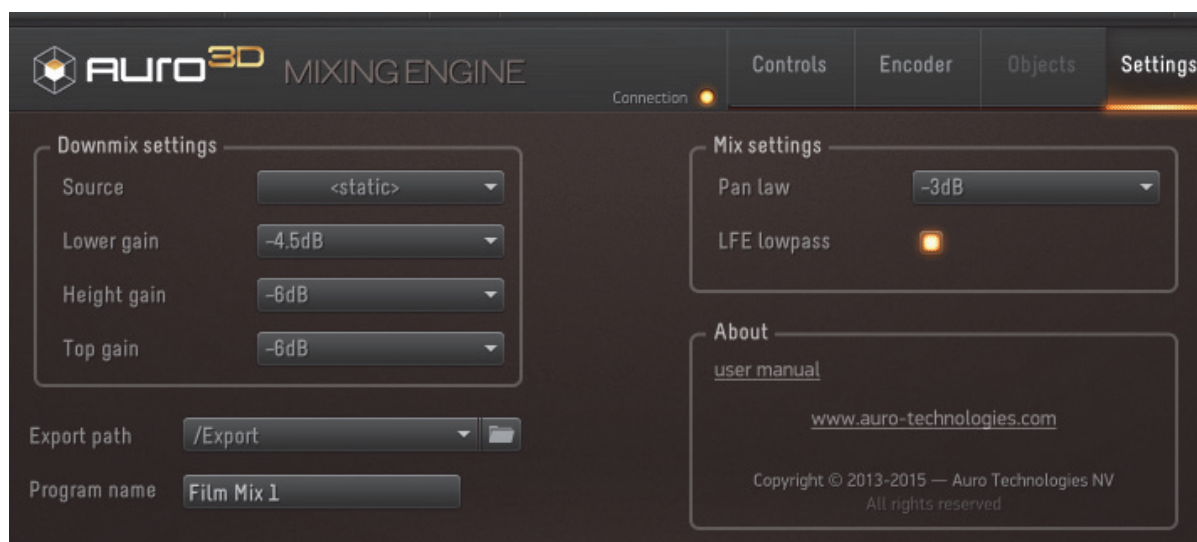 AURO 3D MIXING ENGINE
Connection
Controls
Encoder
Objects
Settings
Downmix settings
Source <static>
Lower gain -4.5dB
Height gain -6dB
Top gain -6dB
Export path /Export
Program name Film Mix 1
Mix settings
Pan law -3dB
LFE lowpass
About
user manual
www.auro-technologies.com
Copyright © 2013-2015 — Auro Technologies NV
All rights reserved